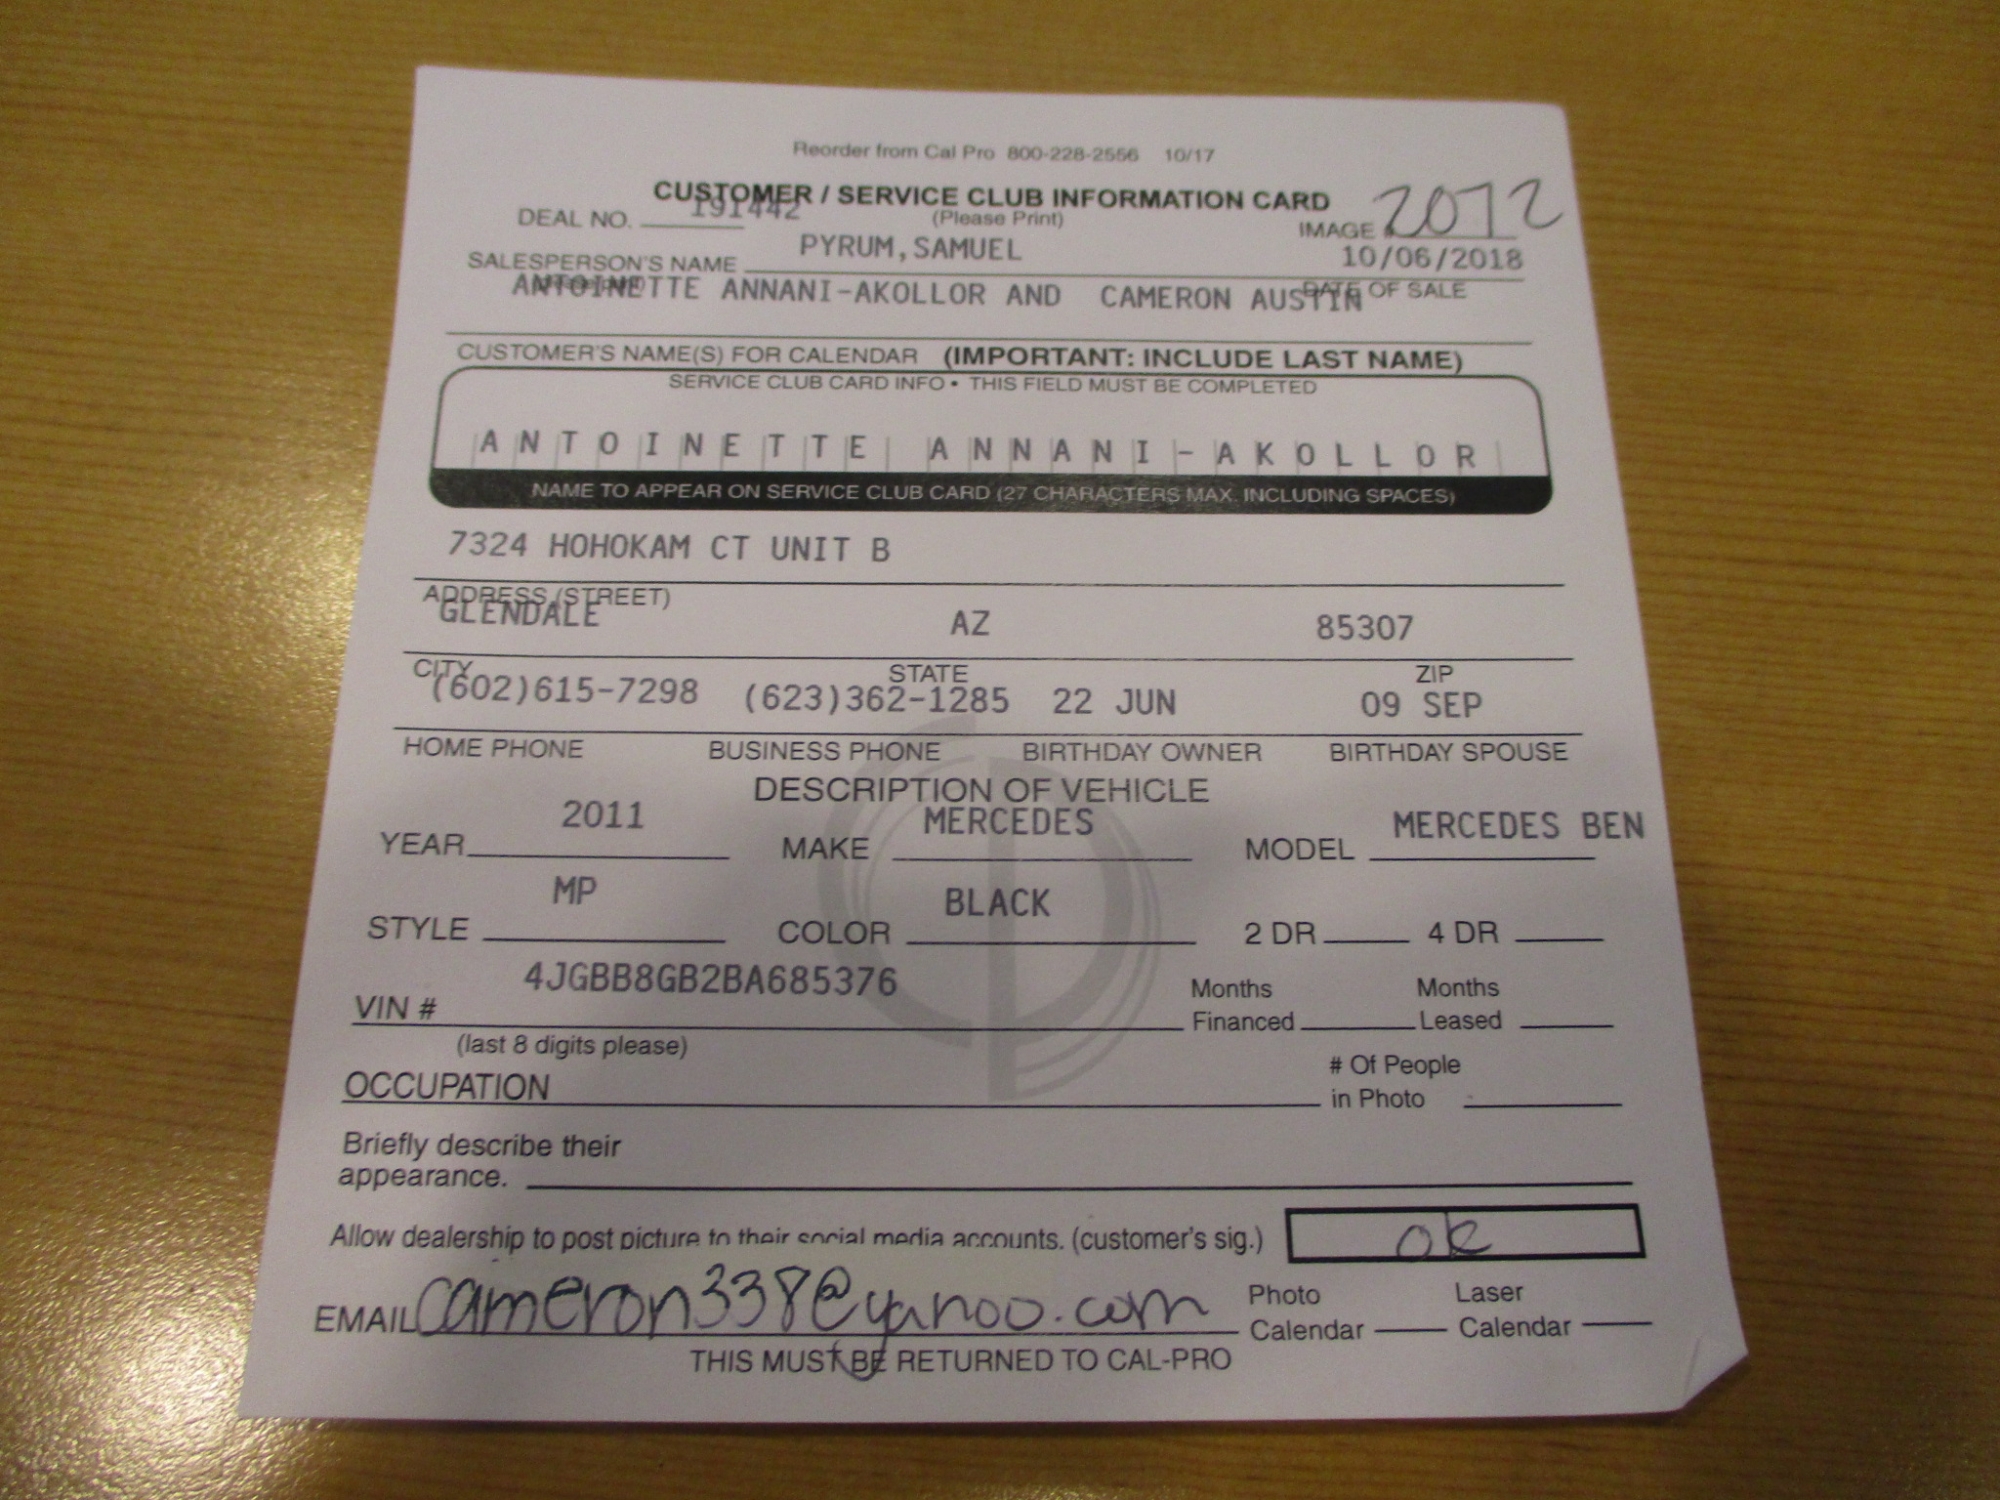 Reorder from Cal Pro 800-228-2556 10/17
CUSTOMER / SERVICE CLUB INFORMATION CARD
DEAL NO. 191442 (Please Print) IMAGE # 2072
SALESPERSON'S NAME PYRUM,SAMUEL 10/06/2018
(please print) DATE OF SALE
ANTOINETTE ANNANI-AKOLLOR AND CAMERON AUSTIN
CUSTOMER'S NAME(S) FOR CALENDAR (IMPORTANT: INCLUDE LAST NAME)
SERVICE CLUB CARD INFO • THIS FIELD MUST BE COMPLETED
ANTOINETTE ANNANI-AKOLLOR
NAME TO APPEAR ON SERVICE CLUB CARD (27 CHARACTERS MAX. INCLUDING SPACES)
7324 HOHOKAM CT UNIT B
ADDRESS (STREET)
GLENDALE AZ 85307
CITY STATE ZIP
(602)615-7298 (623)362-1285 22 JUN 09 SEP
HOME PHONE BUSINESS PHONE BIRTHDAY OWNER BIRTHDAY SPOUSE
DESCRIPTION OF VEHICLE
YEAR 2011 MAKE MERCEDES MODEL MERCEDES BEN
STYLE MP COLOR BLACK 2 DR 4 DR
VIN # 4JGBB8GB2BA685376 Months Financed Months Leased
(last 8 digits please)
OCCUPATION # Of People in Photo
Briefly describe their
appearance.
Allow dealership to post picture to their social media accounts. (customer's sig.) ok
EMAIL cameron338@yahoo.com Photo Calendar Laser Calendar
THIS MUST BE RETURNED TO CAL-PRO